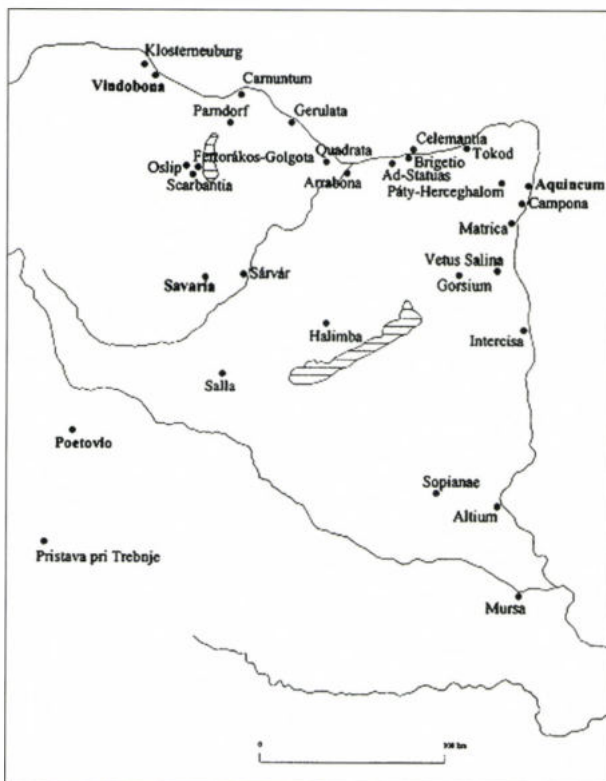 Klosterneuburg
Vindobona
Carnuntum
Parndorf
Gerulata
Celemantia
Quadrata
Fertorákos-Golgota
Tokod
Oslip
Brigetio
Scarbantia
Arrabona
Ad-Statuas
Páty-Herceghalom
Aquincum
Campona
Matrica
Vetus Salina
Savaria
Sárvár
Gorsium
Halimba
Intercisa
Salla
Poetovio
Sopianae
Altium
Pristava pri Trebnje
Mursa
0
100 km